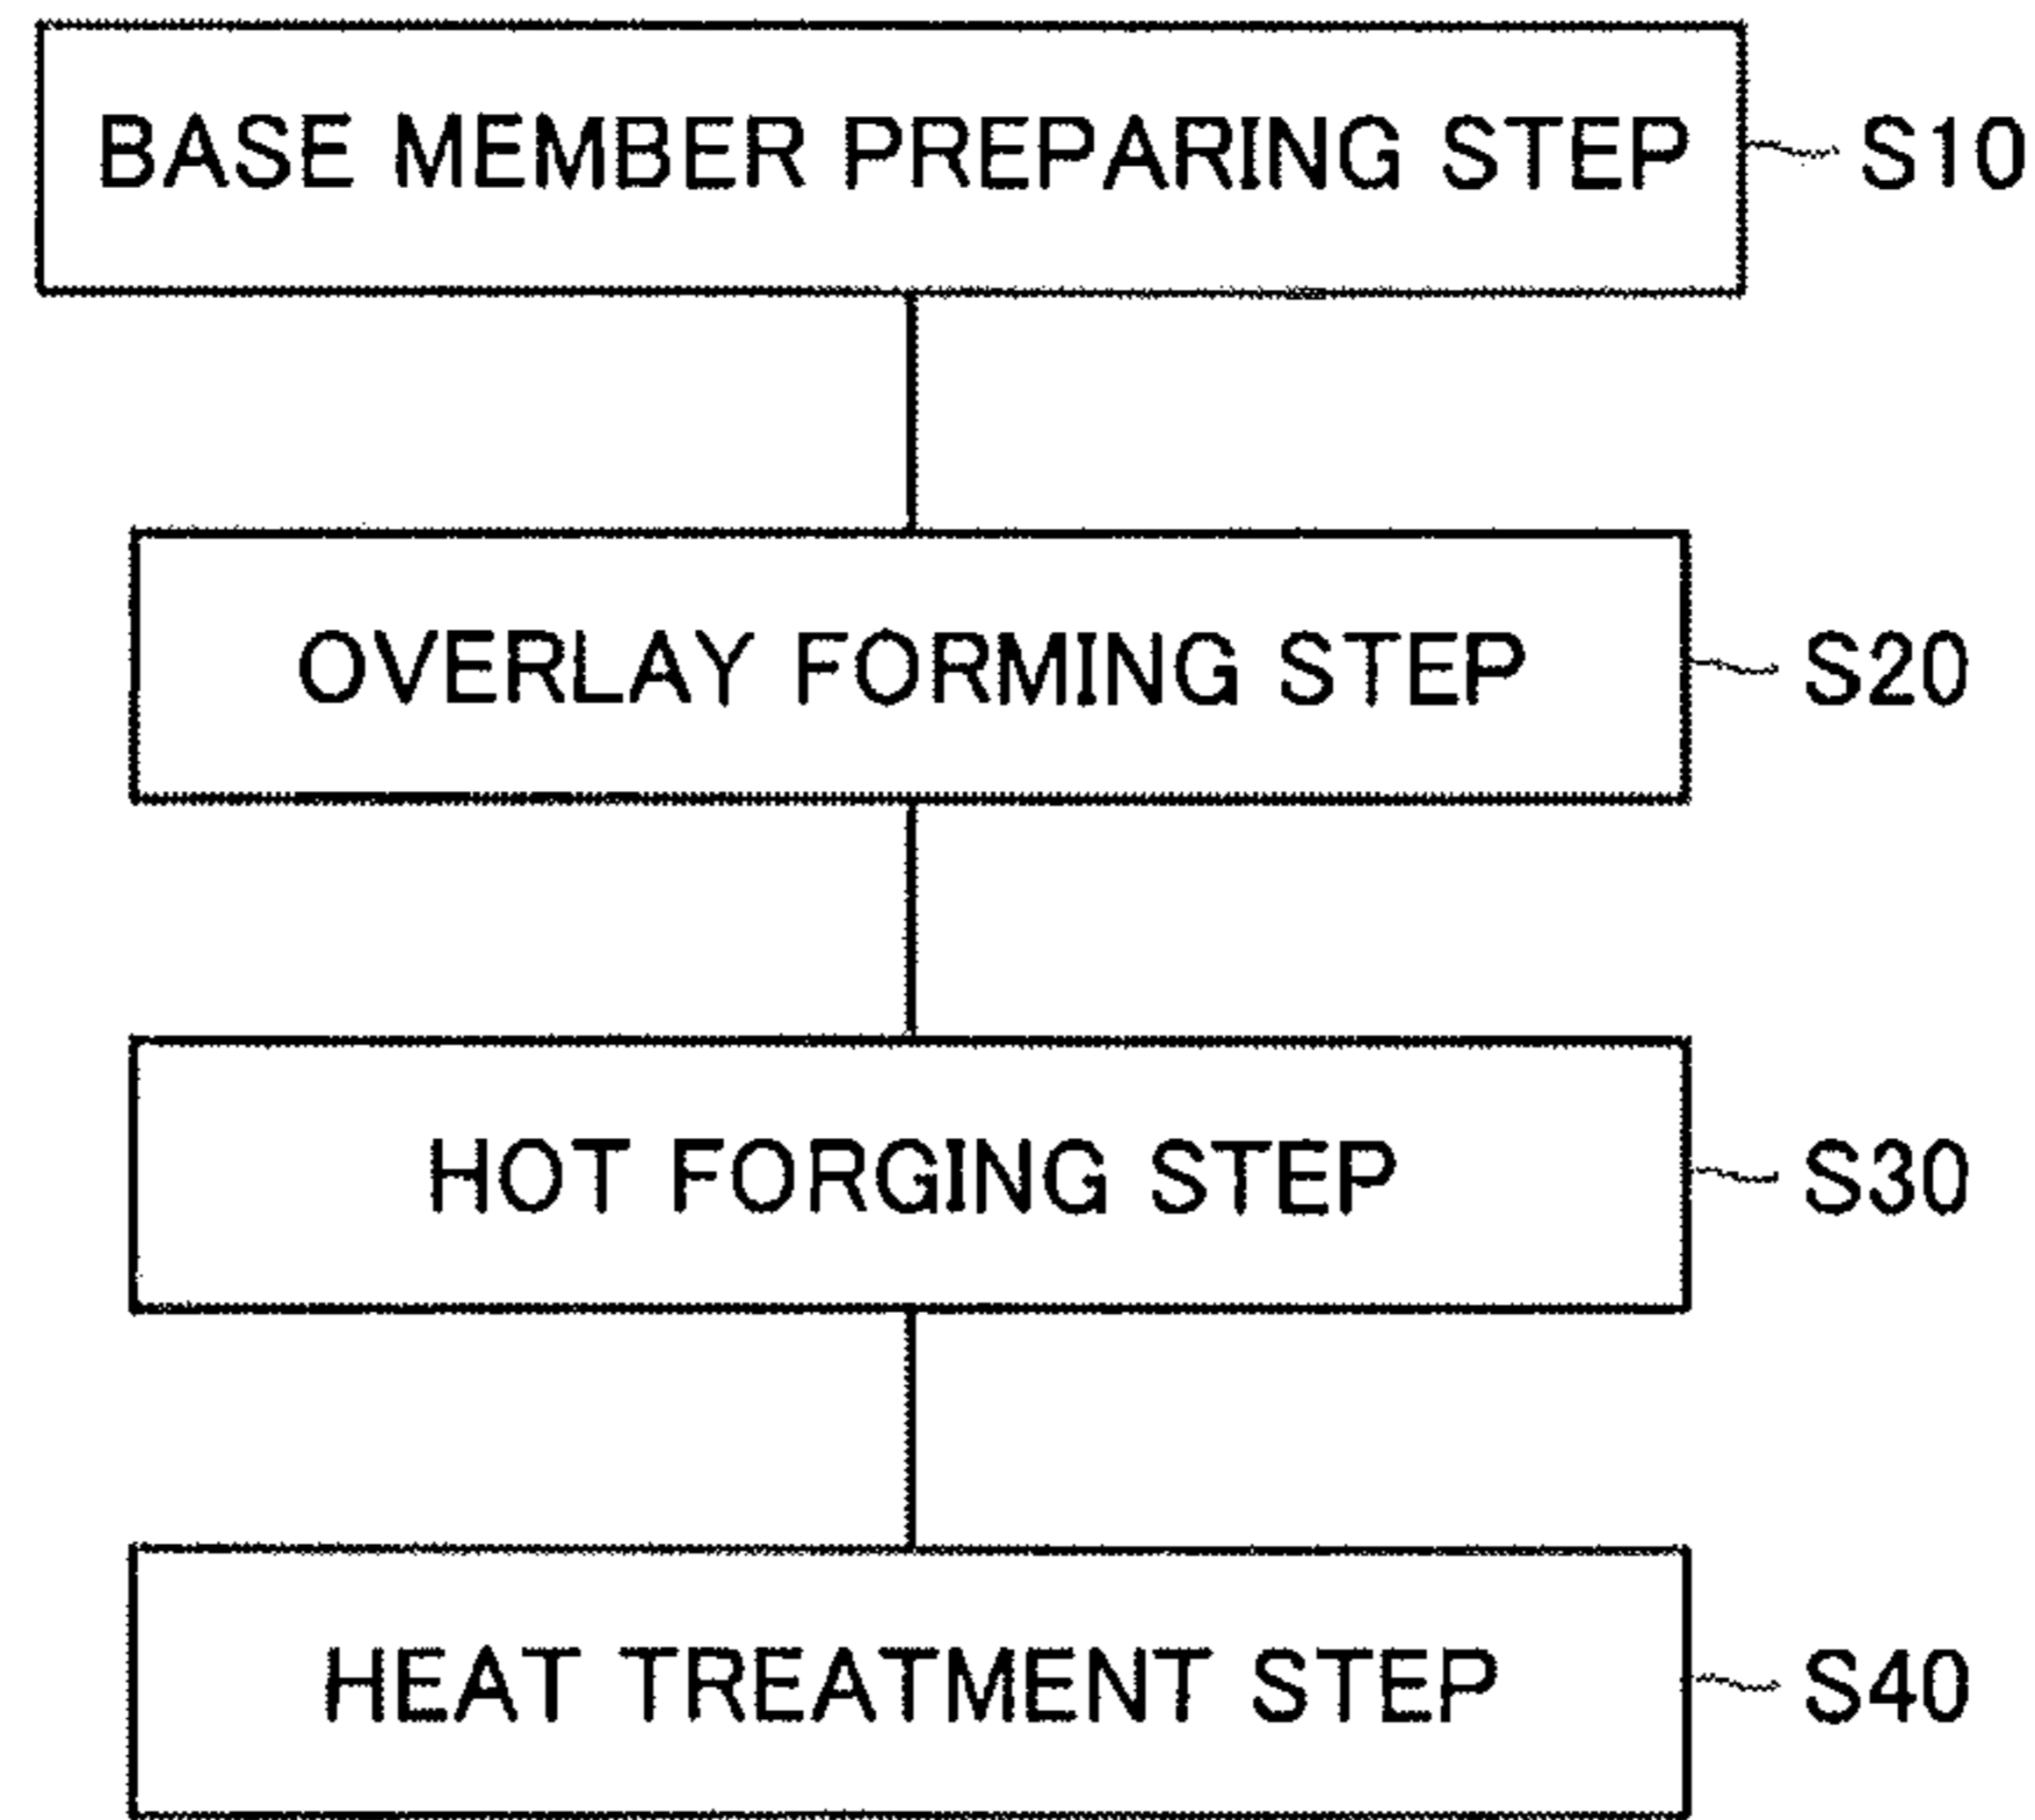 BASE MEMBER PREPARING STEP S10
OVERLAY FORMING STEP S20
HOT FORGING STEP S30
HEAT TREATMENT STEP S40